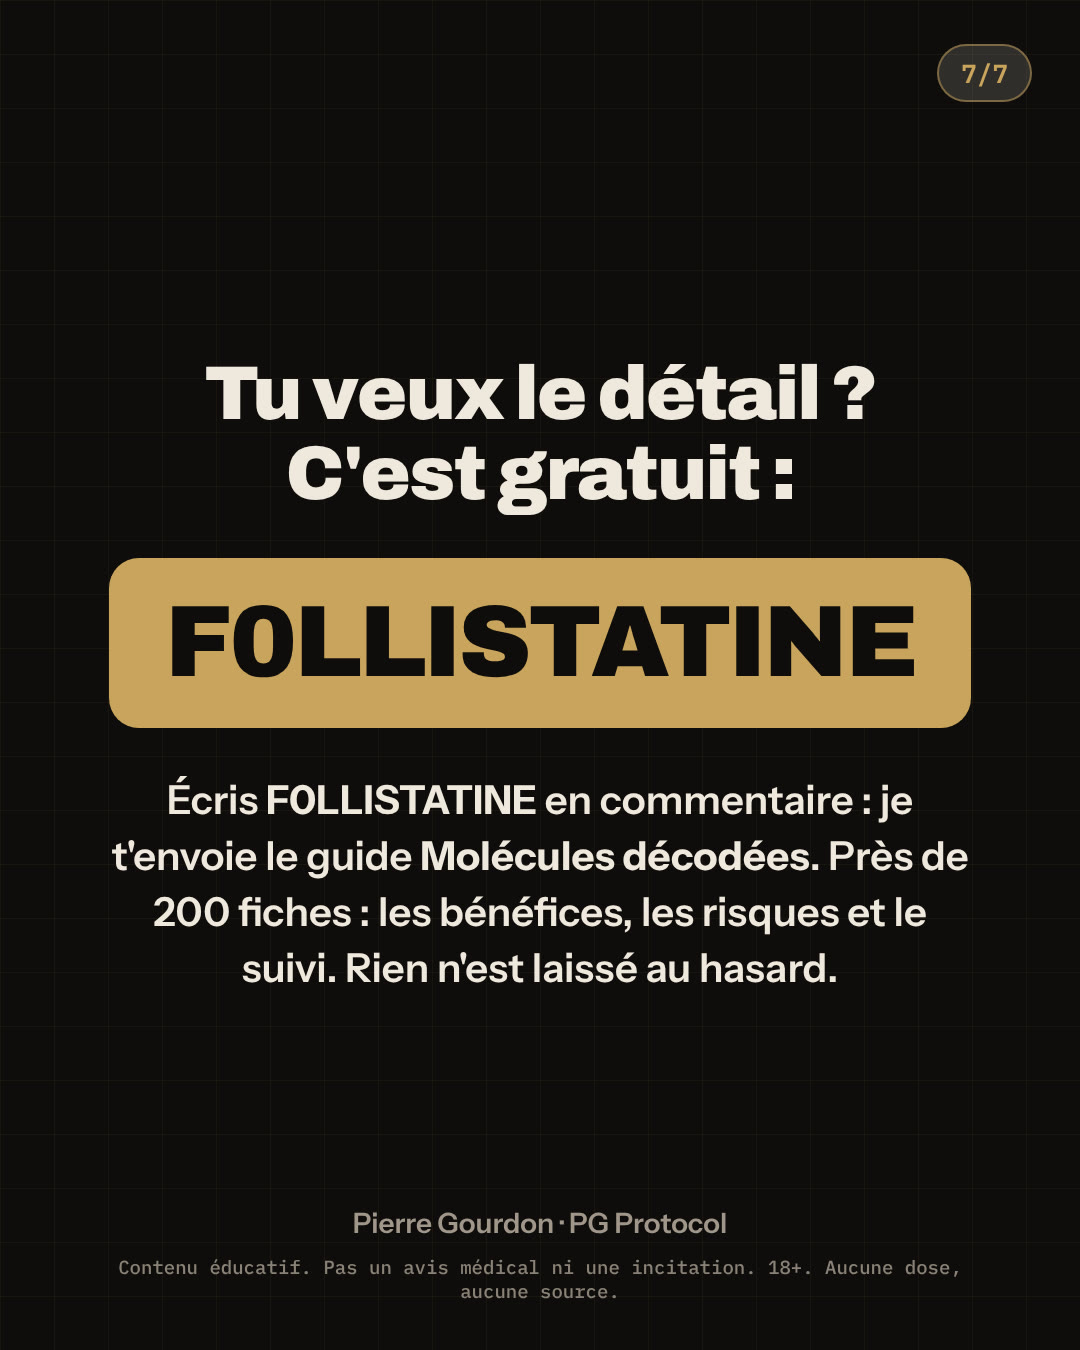 7/7
Tu veux le détail ?
C'est gratuit :
F0LLISTATINE
Écris F0LLISTATINE en commentaire : je
t'envoie le guide Molécules décodées. Près de
200 fiches : les bénéfices, les risques et le
suivi. Rien n'est laissé au hasard.
Pierre Gourdon · PG Protocol
Contenu éducatif. Pas un avis médical ni une incitation. 18+. Aucune dose,
aucune source.